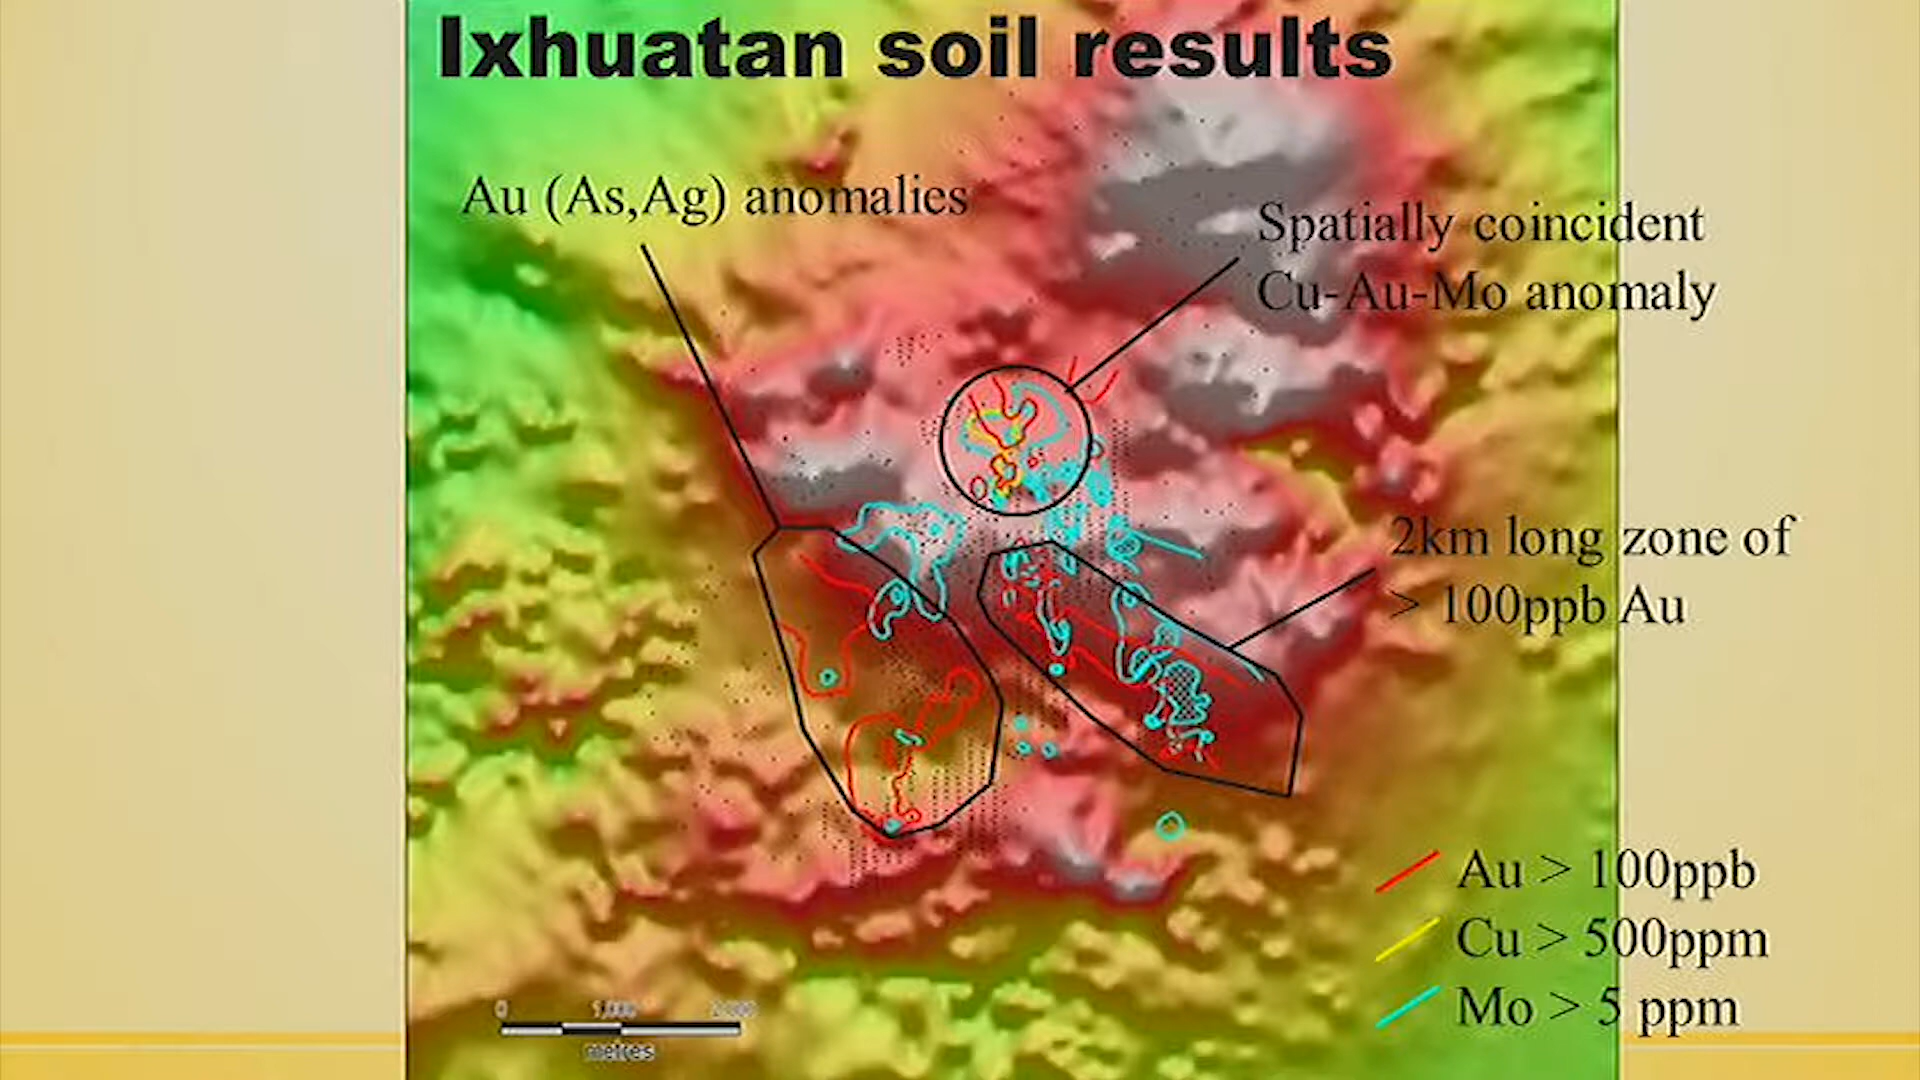 Ixhuatan soil results
Au (As,Ag) anomalies
Spatially coincident
Cu-Au-Mo anomaly
2km long zone of
> 100ppb Au
Au > 100ppb
Cu > 500ppm
Mo > 5 ppm
0 1,000 2,000
metres